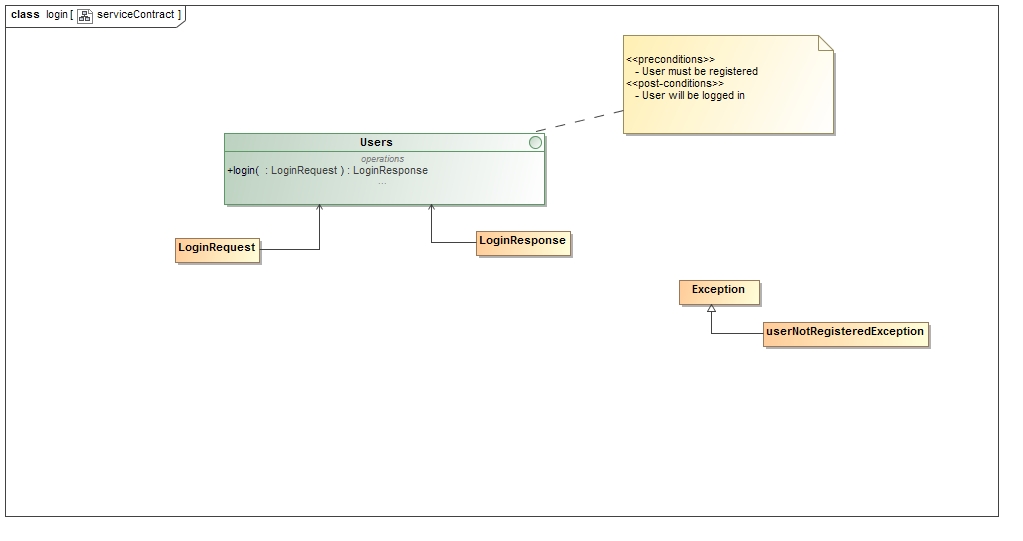 class login [ serviceContract ]
<<preconditions>>
- User must be registered
<<post-conditions>>
- User will be logged in
Users
operations
+login( : LoginRequest ) : LoginResponse
...
LoginRequest
LoginResponse
Exception
userNotRegisteredException